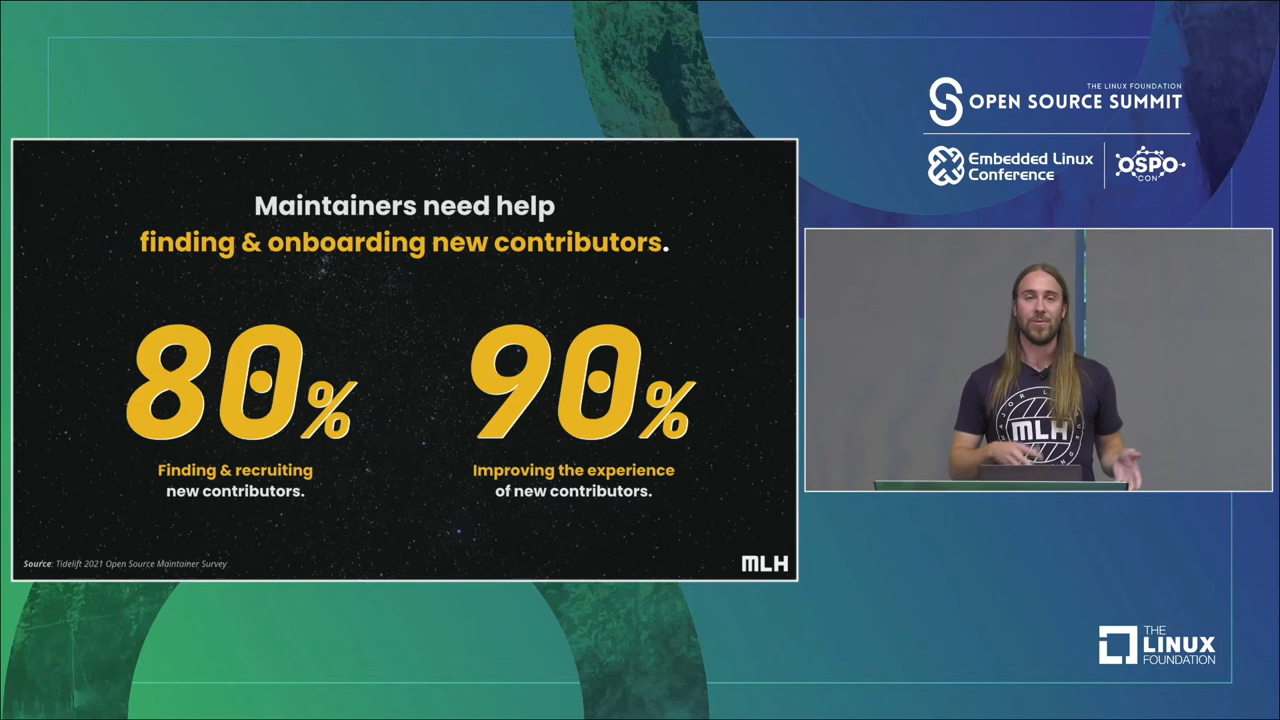 Maintainers need help
finding & onboarding new contributors.
80%
Finding & recruiting
new contributors.
90%
Improving the experience
of new contributors.
Source: Tidelift 2021 Open Source Maintainer Survey
MLH
THE LINUX FOUNDATION
OPEN SOURCE SUMMIT
Embedded Linux
Conference
OSPO
CON
MAJOR L
MLH
THE
LINUX
FOUNDATION